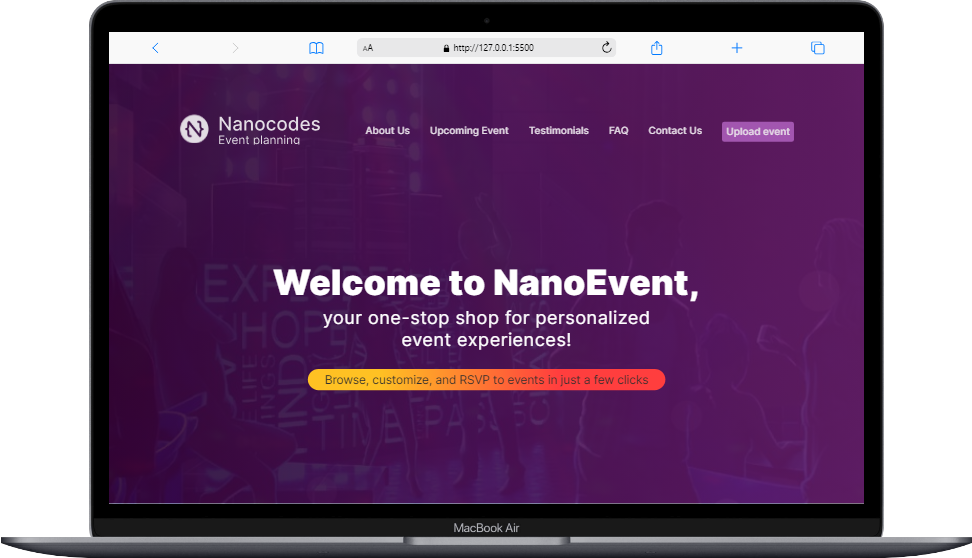 AA
http://127.0.0.1:5500
Nanocodes
Event planning
About Us
Upcoming Event
Testimonials
FAQ
Contact Us
Upload event
EXPLORE
SHOP
Welcome to NanoEvent,
your one-stop shop for personalized
event experiences!
Browse, customize, and RSVP to events in just a few clicks
MacBook Air